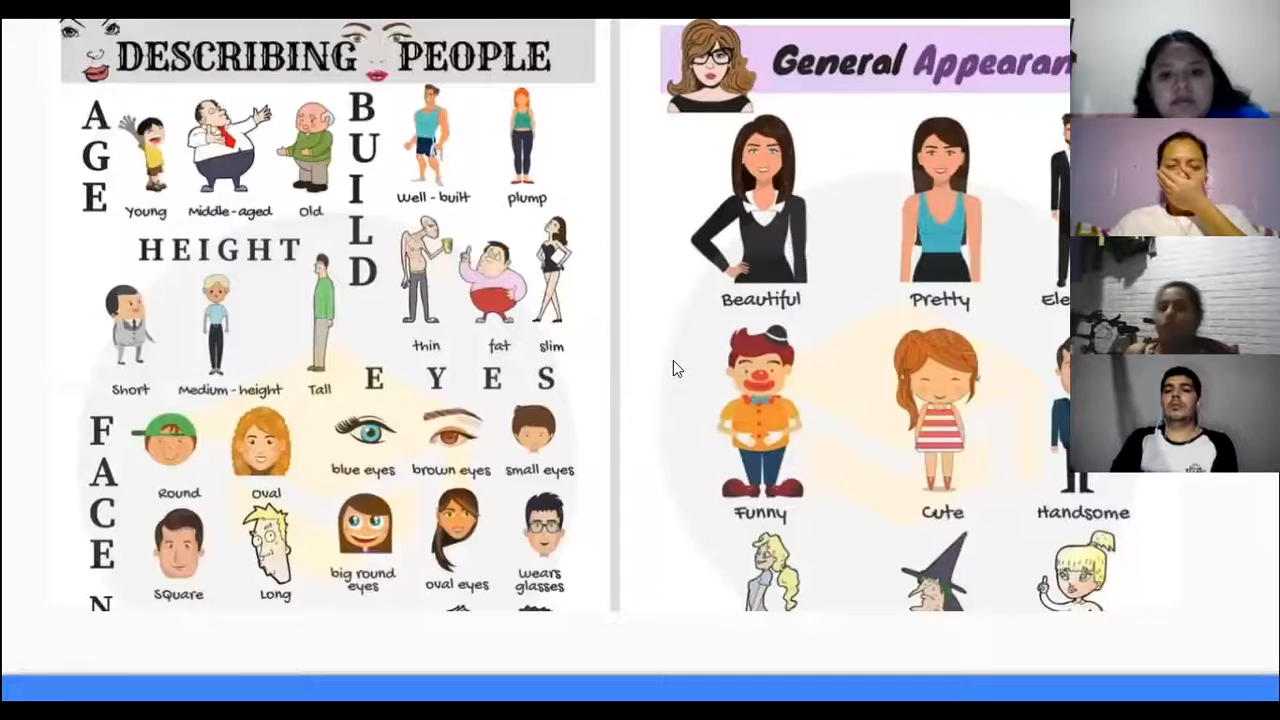 DESCRIBING PEOPLE
AGE
Young Middle-aged Old
BUILD
Well-built plump
thin fat slim
HEIGHT
Short Medium-height Tall
EYES
blue eyes brown eyes small eyes
big round eyes oval eyes wears glasses
FACE
Round Oval
Square Long
N
General Appearan
Beautiful Pretty Ele
Funny Cute Handsome